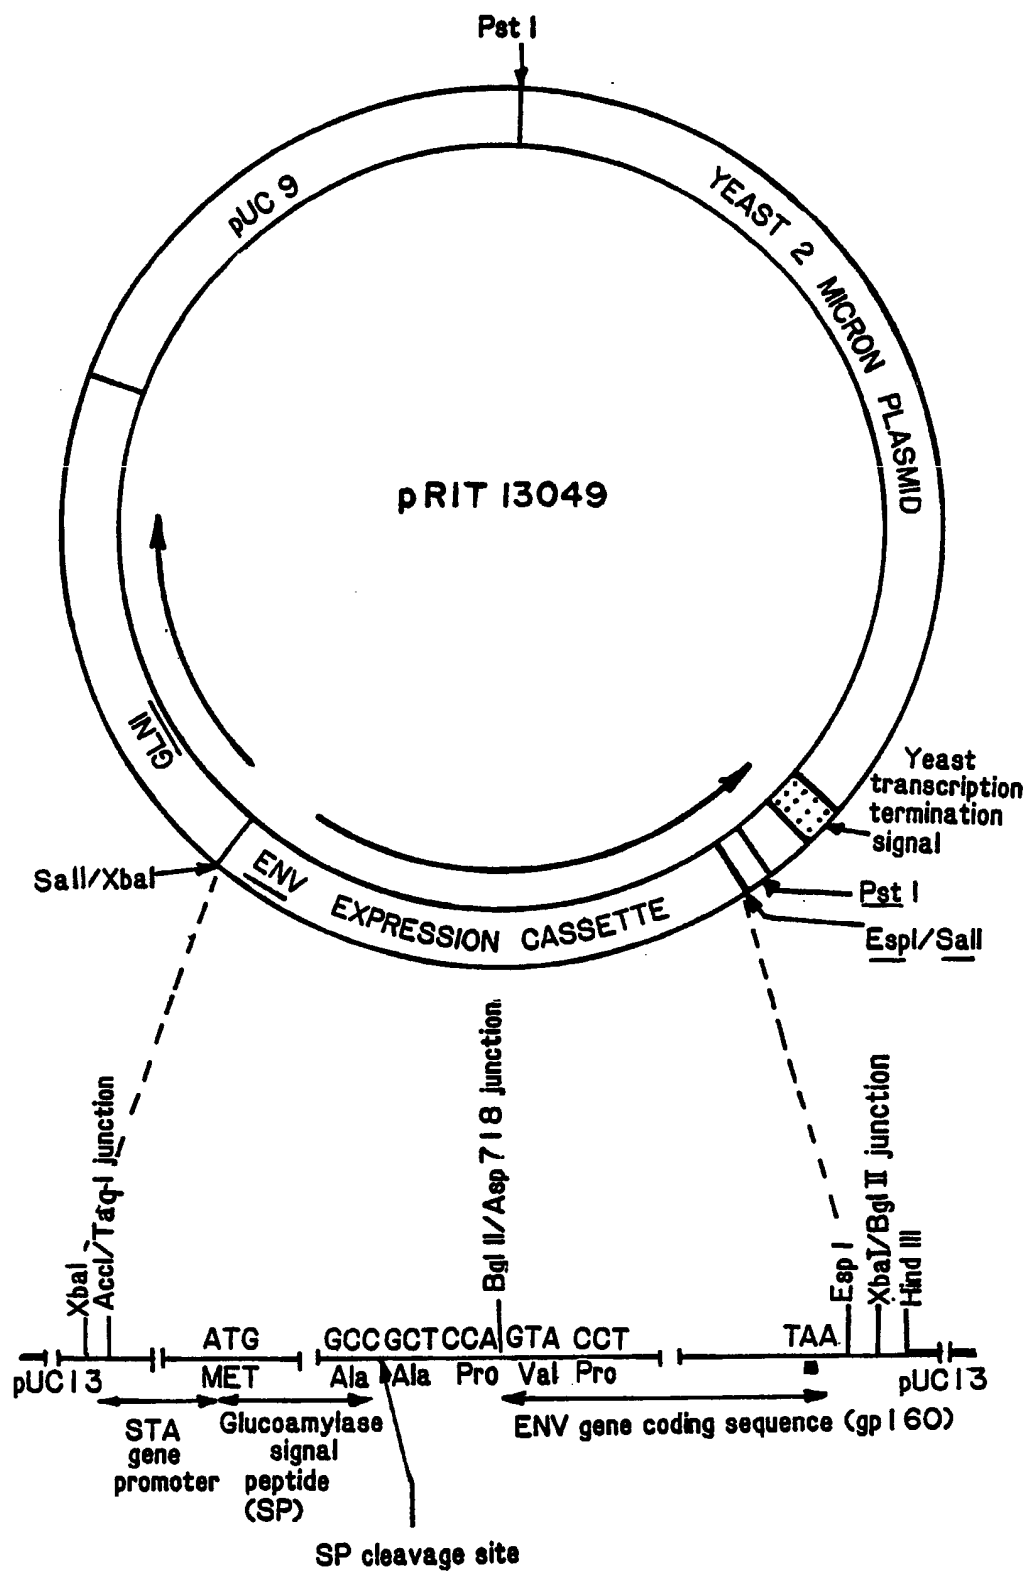 Pst I
pUC 9
YEAST 2 MICRON PLASMID
pRIT 13049
GLNI
Yeast
transcription
termination
signal
SalI/XbaI
ENV EXPRESSION CASSETTE
Pst I
EspI/SalI
XbaI
AccI/Taq-I junction
Bgl II/Asp 718 junction
Esp I
XbaI/Bgl II junction
Hind III
ATG GCC GCT CCA GTA CCT TAA
pUC13 MET Ala Ala Pro Val Pro pUC13
STA
gene
promoter
Glucoamylase
signal
peptide
(SP)
ENV gene coding sequence (gp160)
SP cleavage site